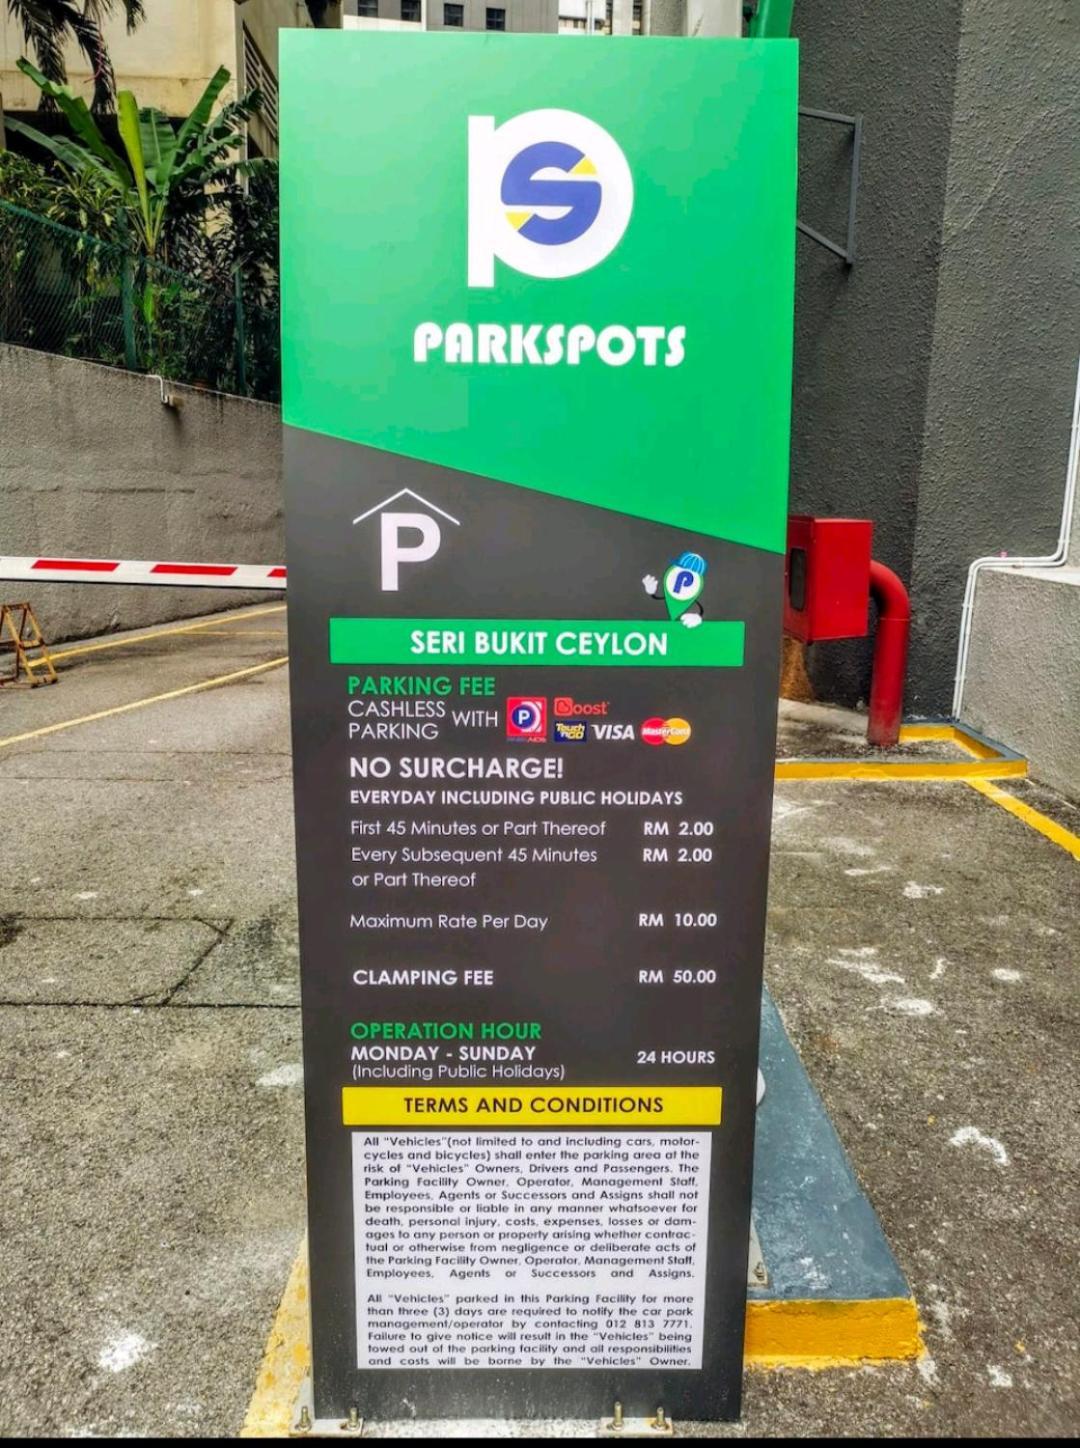 PS
PARKSPOTS
P
P
SERI BUKIT CEYLON
PARKING FEE
CASHLESS PARKING WITH P Boost Touch 'nGO VISA MasterCard
NO SURCHARGE!
EVERYDAY INCLUDING PUBLIC HOLIDAYS
First 45 Minutes or Part Thereof RM 2.00
Every Subsequent 45 Minutes RM 2.00
or Part Thereof
Maximum Rate Per Day RM 10.00
CLAMPING FEE RM 50.00
OPERATION HOUR
MONDAY - SUNDAY 24 HOURS
(Including Public Holidays)
TERMS AND CONDITIONS
All "Vehicles"(not limited to and including cars, motor-
cycles and bicycles) shall enter the parking area at the
risk of "Vehicles" Owners, Drivers and Passengers. The
Parking Facility Owner, Operator, Management Staff,
Employees, Agents or Successors and Assigns shall not
be responsible or liable in any manner whatsoever for
death, personal injury, costs, expenses, losses or dam-
ages to any person or property arising whether contrac-
tual or otherwise from negligence or deliberate acts of
the Parking Facility Owner, Operator, Management Staff,
Employees, Agents or Successors and Assigns.
All "Vehicles" parked in this Parking Facility for more
than three (3) days are required to notify the car park
management/operator by contacting 012 813 7771.
Failure to give notice will result in the "Vehicles" being
towed out of the parking facility and all responsibilities
and costs will be borne by the "Vehicles" Owner.